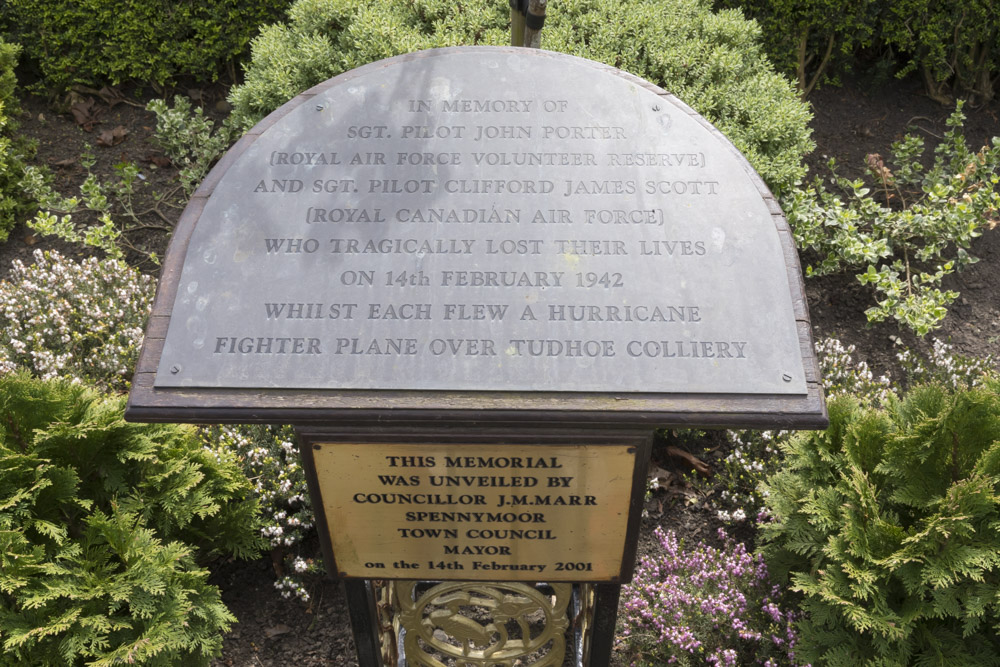 IN MEMORY OF
SGT. PILOT JOHN PORTER
(ROYAL AIR FORCE VOLUNTEER RESERVE)
AND SGT. PILOT CLIFFORD JAMES SCOTT
(ROYAL CANADIAN AIR FORCE)
WHO TRAGICALLY LOST THEIR LIVES
ON 14th FEBRUARY 1942
WHILST EACH FLEW A HURRICANE
FIGHTER PLANE OVER TUDHOE COLLIERY
THIS MEMORIAL
WAS UNVEILED BY
COUNCILLOR J.M.MARR
SPENNYMOOR
TOWN COUNCIL
MAYOR
on the 14th February 2001